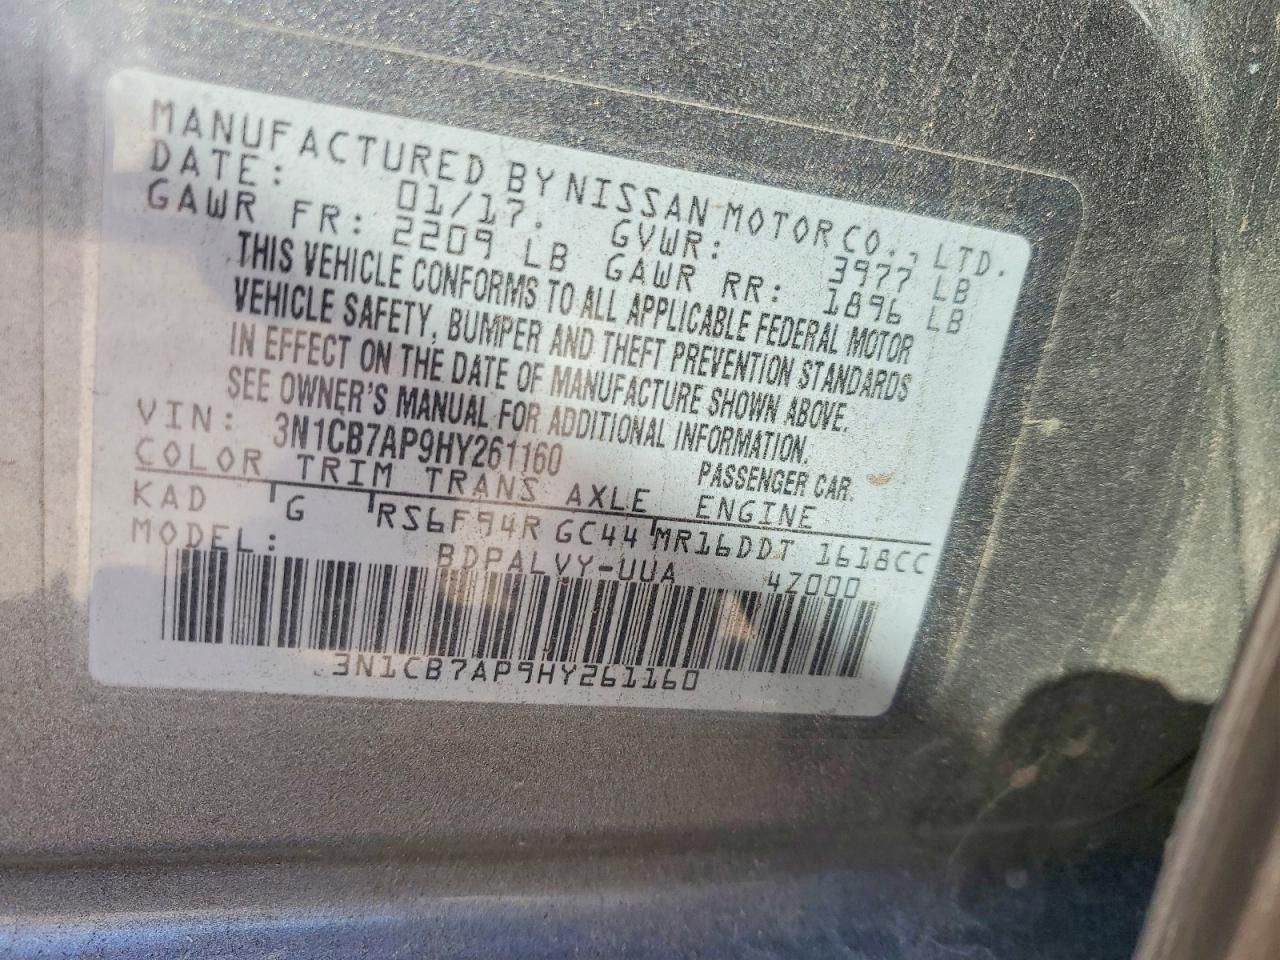 MANUFACTURED BY NISSAN MOTOR CO., LTD.
DATE: 01/17. GVWR: 3977 LB
GAWR FR: 2209 LB GAWR RR: 1896 LB
THIS VEHICLE CONFORMS TO ALL APPLICABLE FEDERAL MOTOR
VEHICLE SAFETY, BUMPER AND THEFT PREVENTION STANDARDS
IN EFFECT ON THE DATE OF MANUFACTURE SHOWN ABOVE.
SEE OWNER'S MANUAL FOR ADDITIONAL INFORMATION.
VIN: 3N1CB7AP9HY261160 PASSENGER CAR.
COLOR TRIM TRANS AXLE ENGINE
KAD G RS6F94R GC44 MR16DDT 1618CC
MODEL: BDPALVY-UUA 4Z000
3N1CB7AP9HY261160